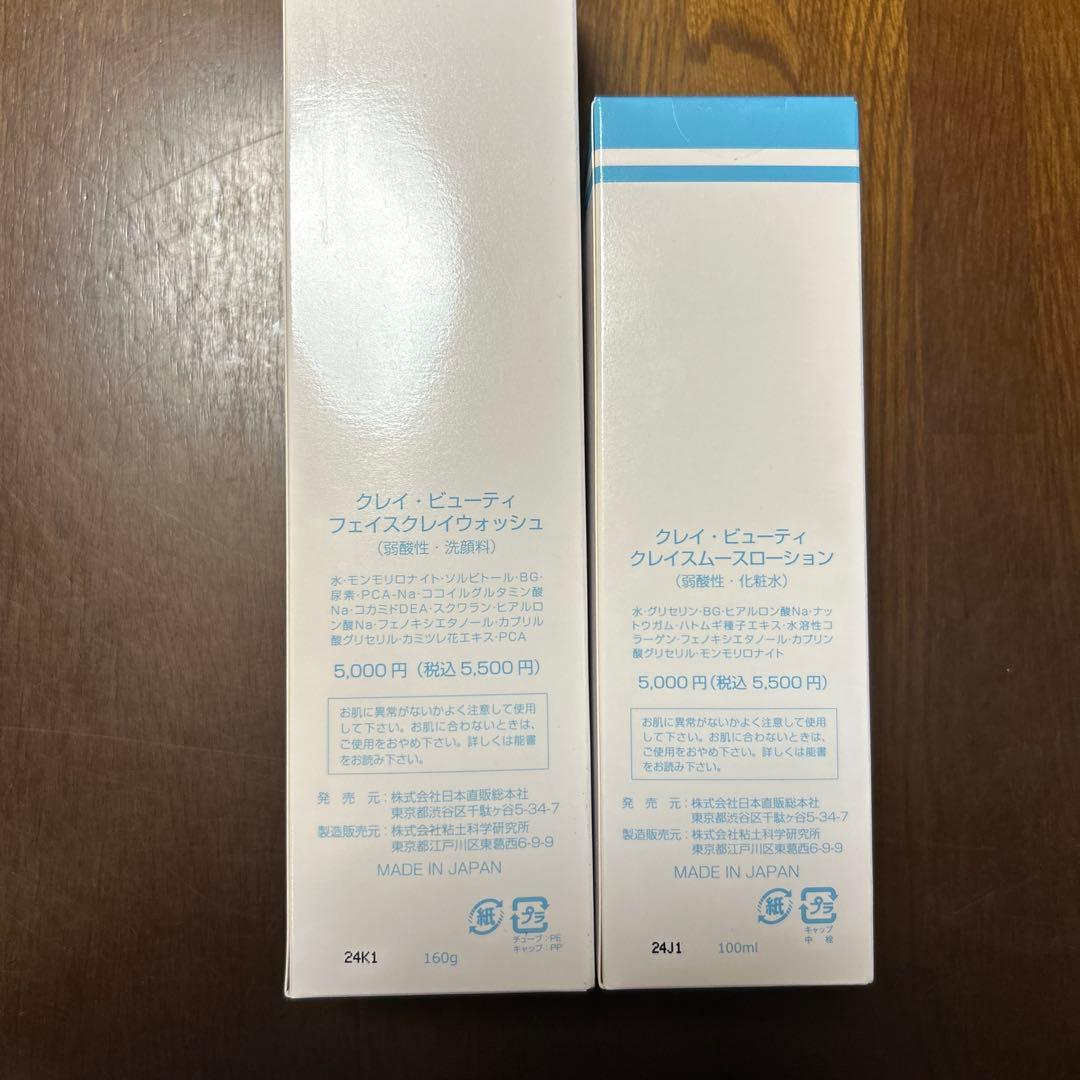 クレイ・ビューティ
フェイスクレイウォッシュ
(弱酸性・洗顔料)
水・モンモリロナイト・ソルビトール・BG・
尿素・PCA-Na・ココイルグルタミン酸
Na・コカミドDEA・スクワラン・ヒアルロ
ン酸Na・フェノキシエタノール・カプリル
酸グリセリル・カミツレ花エキス・PCA
5,000円(税込5,500円)
お肌に異常がないかよく注意して使用
して下さい。お肌に合わないときは、
ご使用をおやめ下さい。詳しくは能書
をお読み下さい。
発売元:株式会社日本直販総本社
東京都渋谷区千駄ヶ谷5-34-7
製造販売元:株式会社粘土科学研究所
東京都江戸川区東葛西6-9-9
MADE IN JAPAN
紙 プラ
チューブ:PE
キャップ:PP
24K1 160g
クレイ・ビューティ
クレイスムースローション
(弱酸性・化粧水)
水・グリセリン・BG・ヒアルロン酸Na・ナッ
トウガム・ハトムギ種子エキス・水溶性コ
ラーゲン・フェノキシエタノール・カプリン
酸グリセリル・モンモリロナイト
5,000円(税込5,500円)
お肌に異常がないかよく注意して使用
して下さい。お肌に合わないときは、
ご使用をおやめ下さい。詳しくは能書
をお読み下さい。
発売元:株式会社日本直販総本社
東京都渋谷区千駄ヶ谷5-34-7
製造販売元:株式会社粘土科学研究所
東京都江戸川区東葛西6-9-9
MADE IN JAPAN
紙 プラ
キャップ
中栓
24J1 100ml